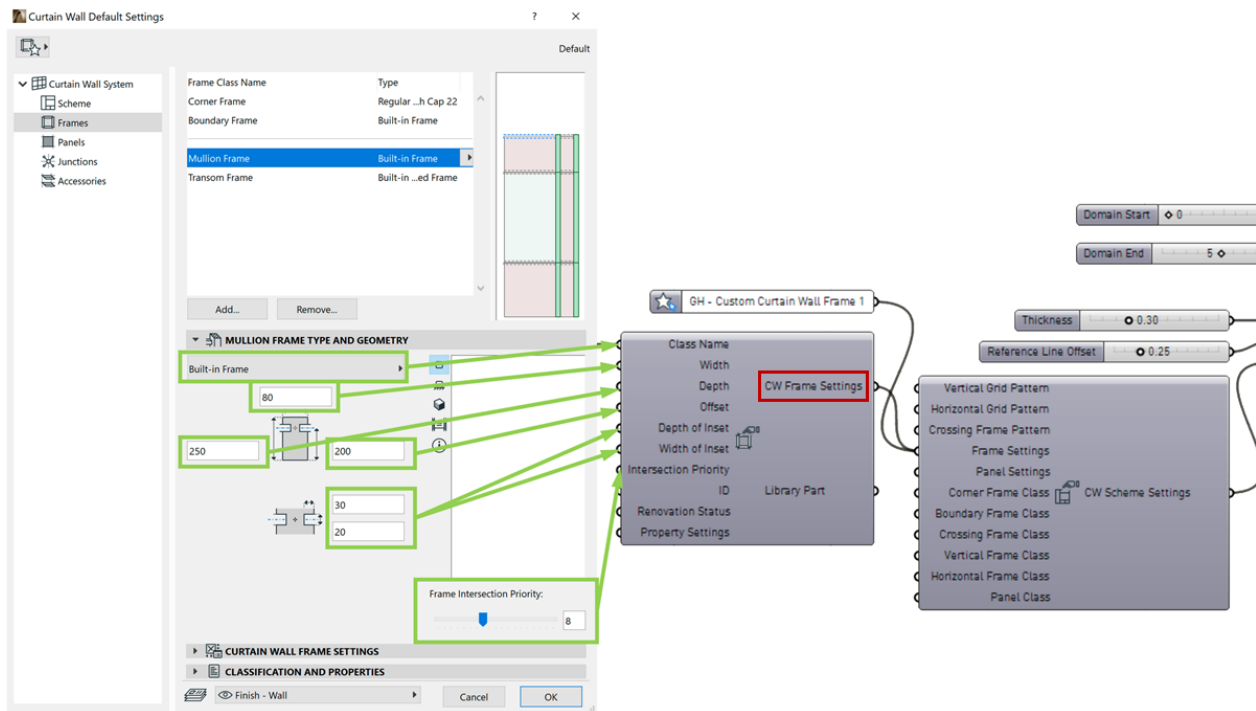 Curtain Wall Default Settings
?
×
Default
Curtain Wall System
Scheme
Frames
Panels
Junctions
Accessories
Frame Class Name Type
Corner Frame Regular ...h Cap 22
Boundary Frame Built-in Frame
Mullion Frame Built-in Frame
Transom Frame Built-in ...ed Frame
Add...
Remove...
MULLION FRAME TYPE AND GEOMETRY
Built-in Frame
80
250
200
30
20
Frame Intersection Priority:
8
CURTAIN WALL FRAME SETTINGS
CLASSIFICATION AND PROPERTIES
Finish - Wall
Cancel
OK
GH - Custom Curtain Wall Frame 1
Class Name
Width
Depth
Offset
Depth of Inset
Width of Inset
Intersection Priority
ID
Renovation Status
Property Settings
CW Frame Settings
Library Part
Domain Start 0
Domain End 5
Thickness 0.30
Reference Line Offset 0.25
Vertical Grid Pattern
Horizontal Grid Pattern
Crossing Frame Pattern
Frame Settings
Panel Settings
Corner Frame Class
Boundary Frame Class
Crossing Frame Class
Vertical Frame Class
Horizontal Frame Class
Panel Class
CW Scheme Settings